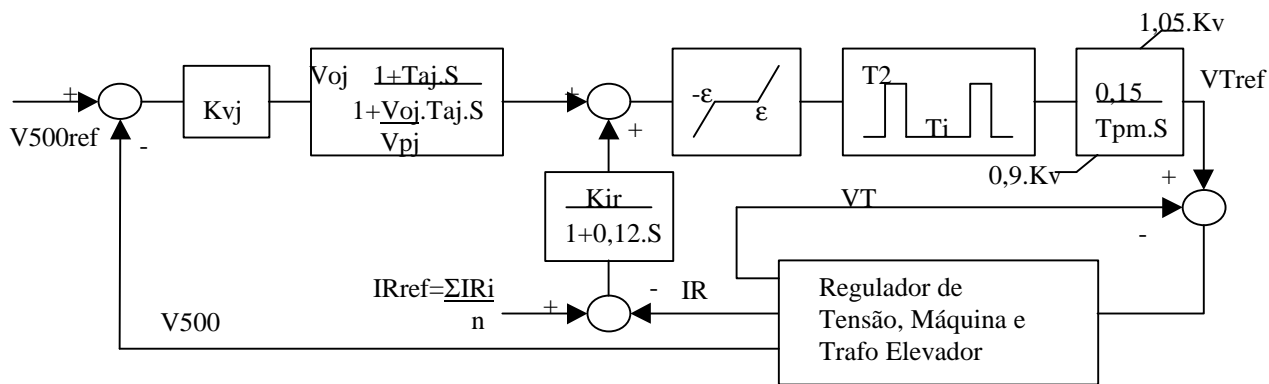 1,05.Kv
+
V500ref
-
Kvj
Voj 1+Taj.S
1+Voj.Taj.S
Vpj
+
+
-ε
ε
T2
Ti
0,15
Tpm.S
0,9.Kv
VTref
+
-
VT
Kir
1+0,12.S
IRref=ΣIRi
n
+
-
IR
V500
Regulador de
Tensão, Máquina e
Trafo Elevador